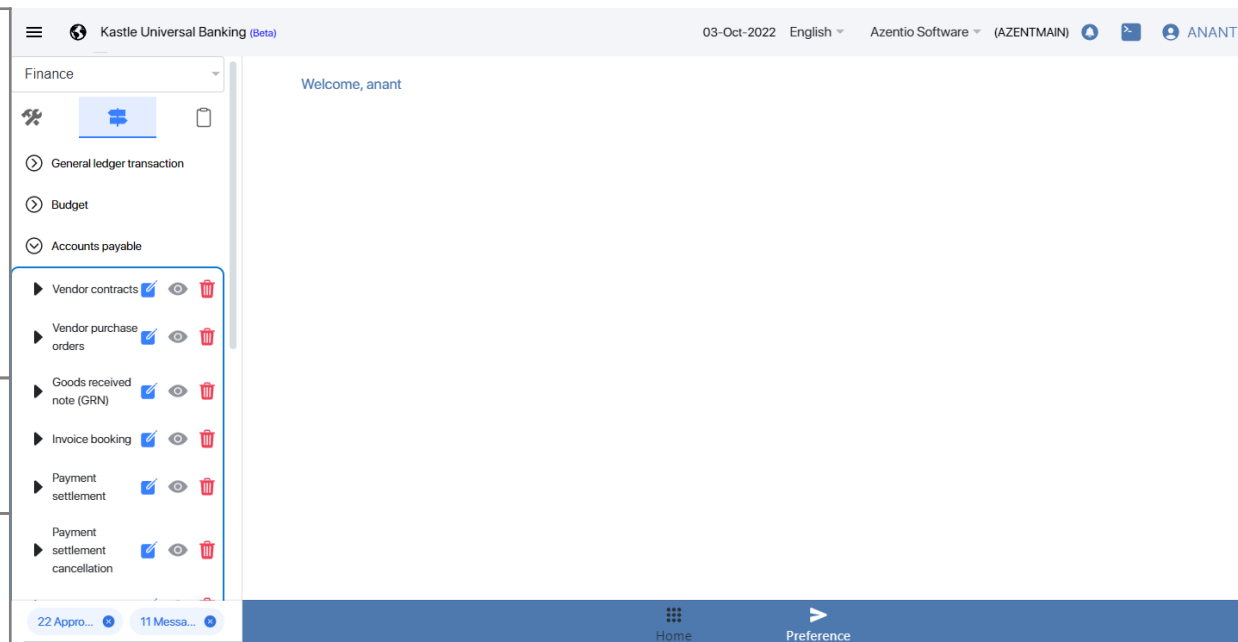 Kastle Universal Banking (Beta)
03-Oct-2022 English Azentio Software (AZENTMAIN) ANANT
Finance
Welcome, anant
General ledger transaction
Budget
Accounts payable
Vendor contracts
Vendor purchase
orders
Goods received
note (GRN)
Invoice booking
Payment
settlement
Payment
settlement
cancellation
22 Appro... 11 Messa...
Home Preference